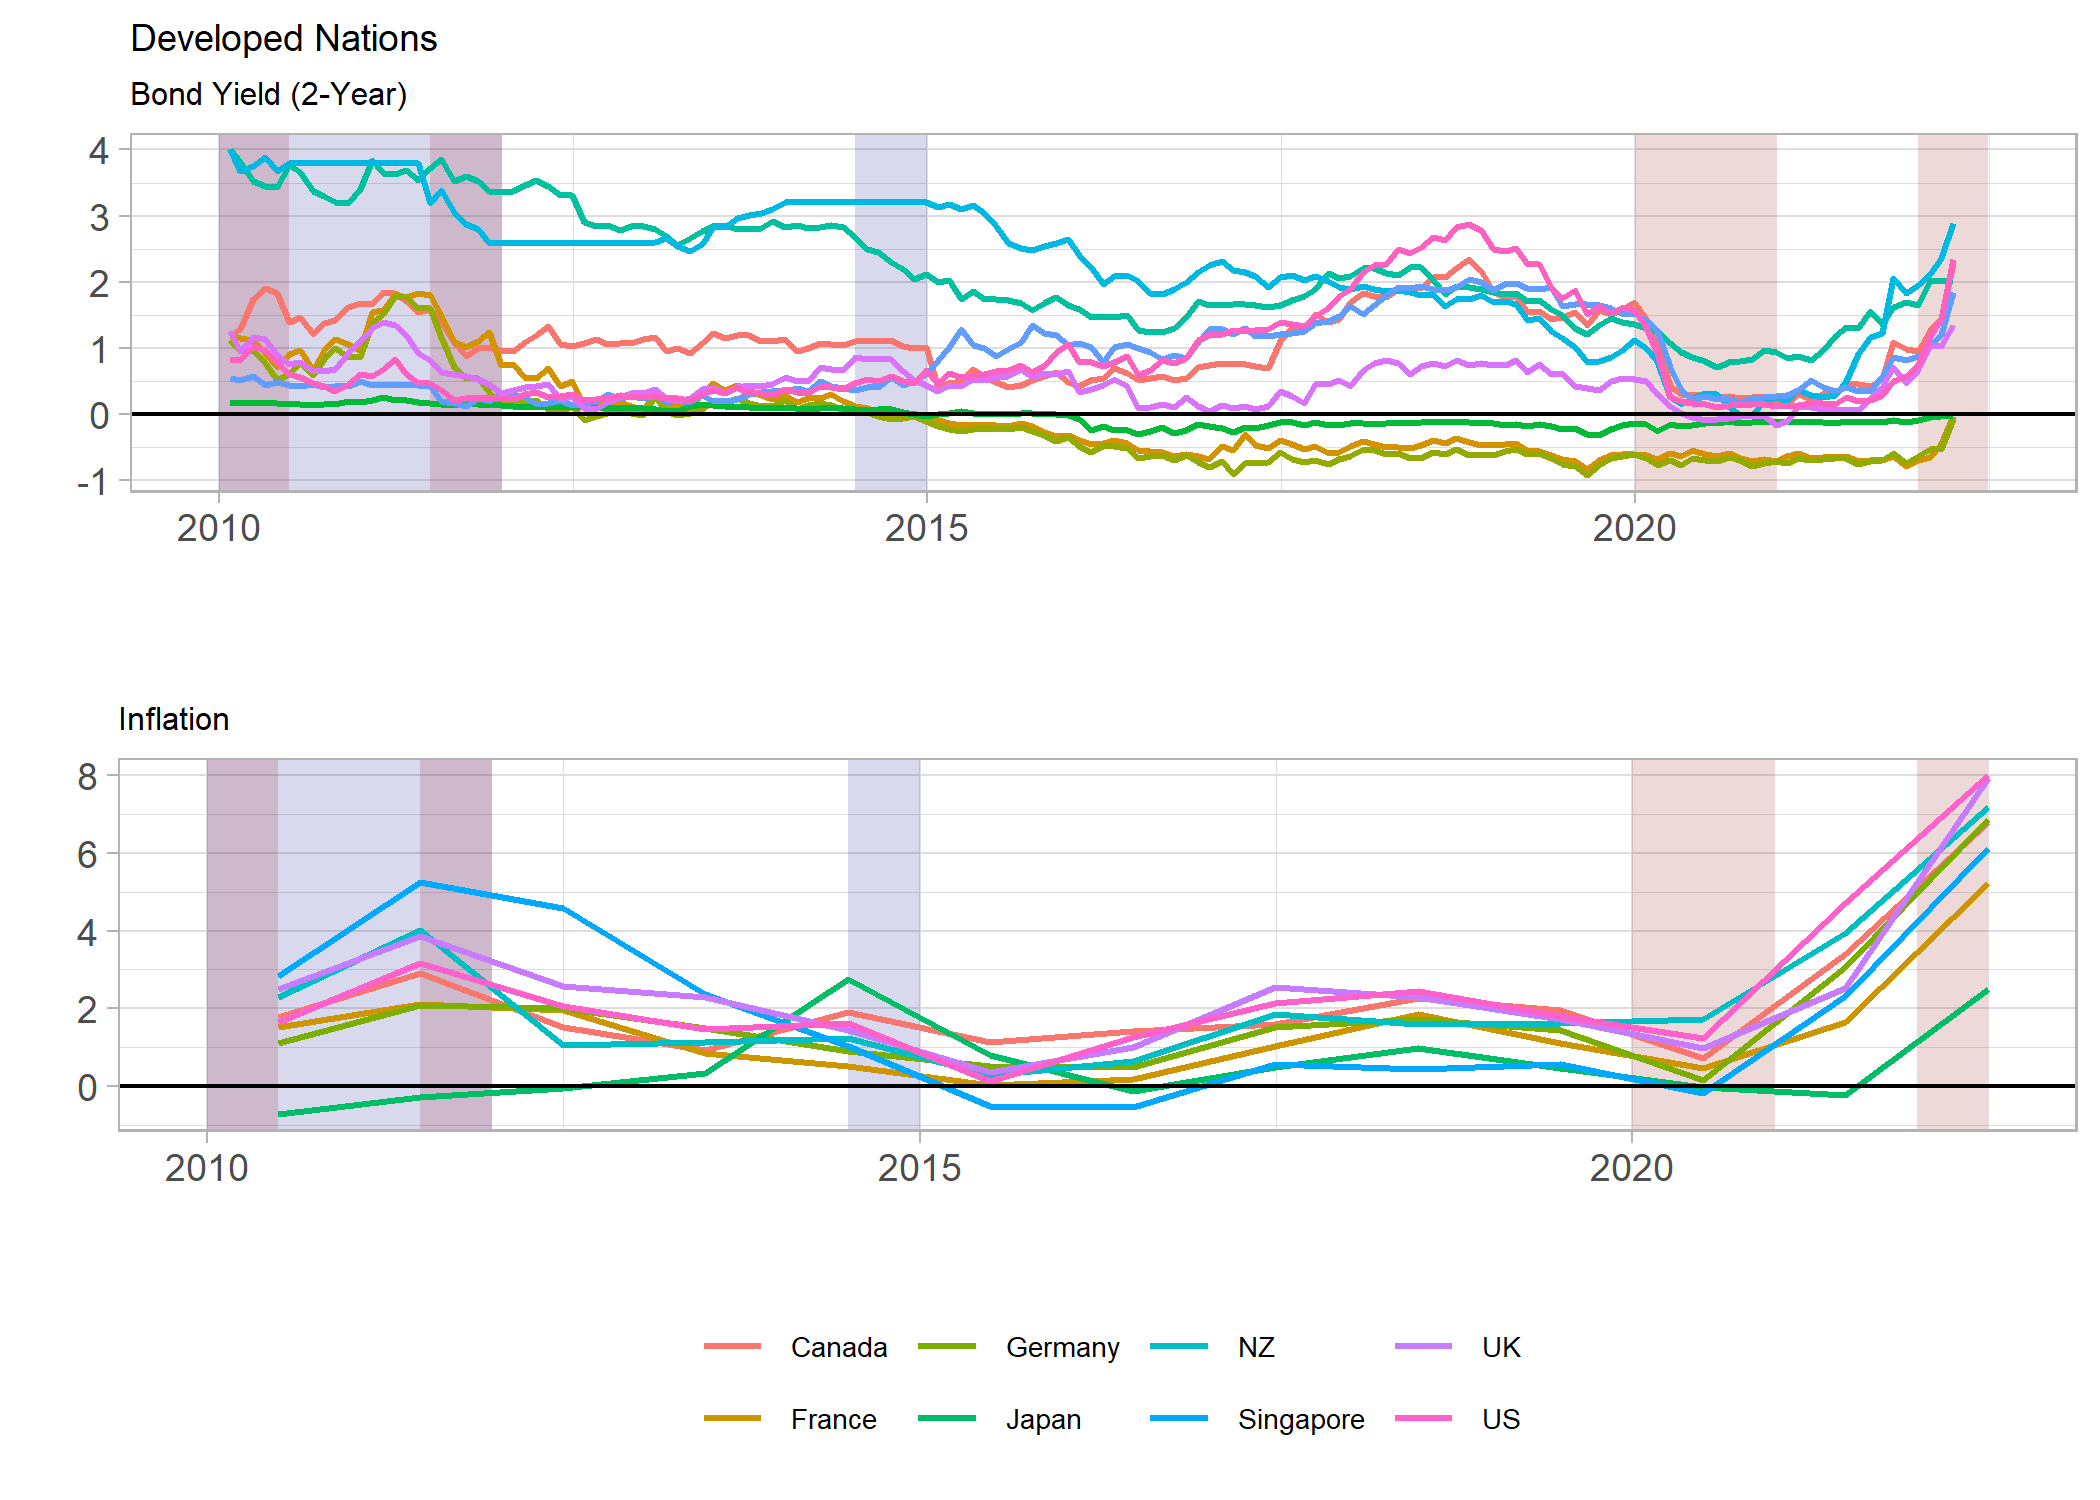 Developed Nations
Bond Yield (2-Year)
4
3
2
1
0
-1
2010 2015 2020
Inflation
8
6
4
2
0
2010 2015 2020
Canada Germany NZ UK
France Japan Singapore US